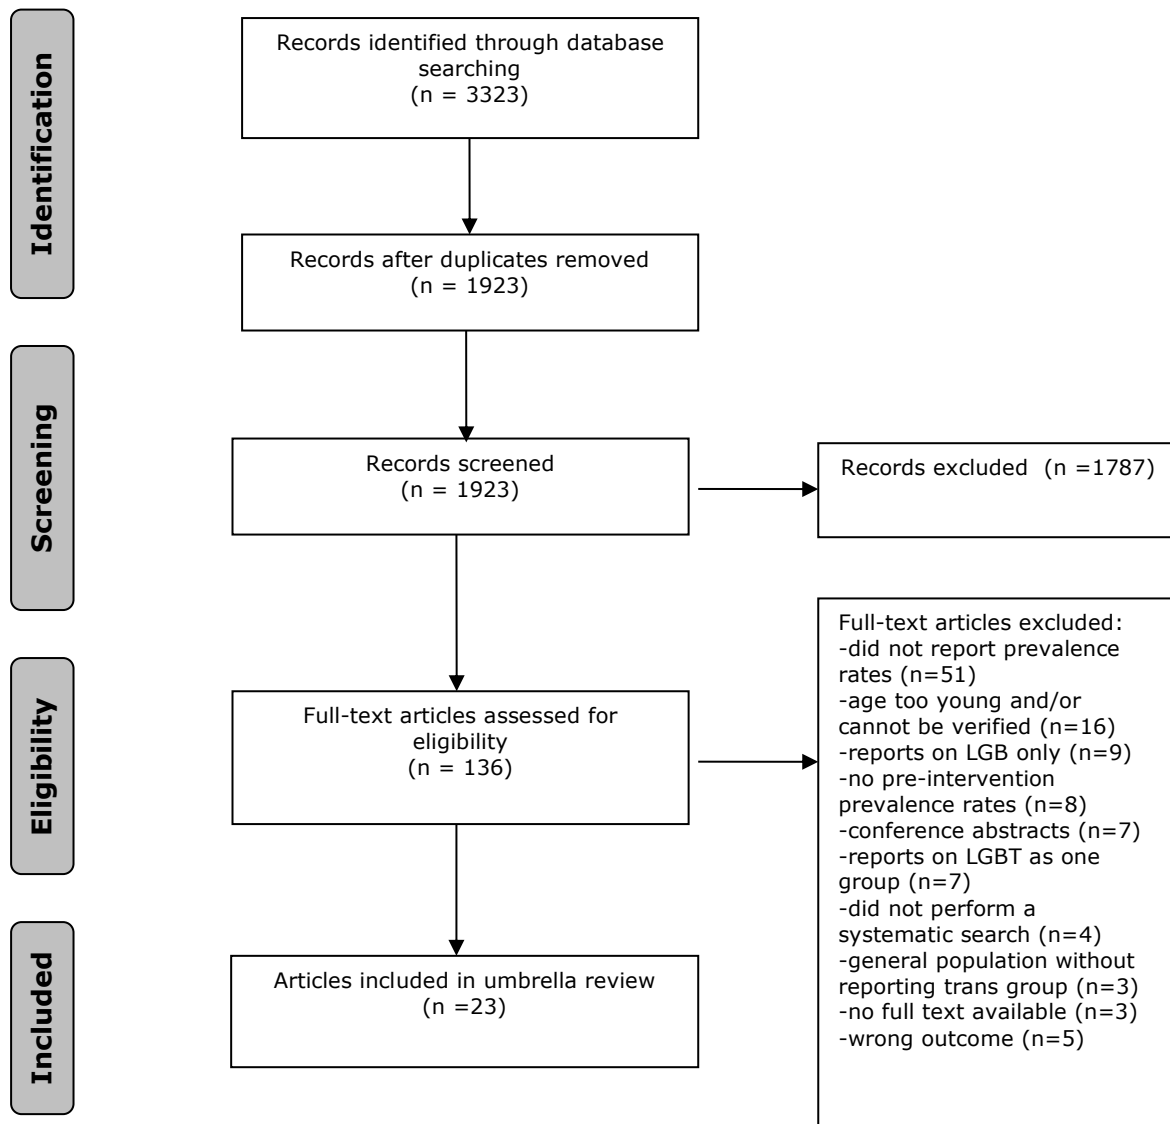 Identification
Records identified through database
searching
(n = 3323)
Records after duplicates removed
(n = 1923)
Screening
Records screened
(n = 1923)
Records excluded  (n =1787)
Eligibility
Full-text articles assessed for
eligibility
(n = 136)
Full-text articles excluded:
-did not report prevalence
rates (n=51)
-age too young and/or
cannot be verified (n=16)
-reports on LGB only (n=9)
-no pre-intervention
prevalence rates (n=8)
-conference abstracts (n=7)
-reports on LGBT as one
group (n=7)
-did not perform a
systematic search (n=4)
-general population without
reporting trans group (n=3)
-no full text available (n=3)
-wrong outcome (n=5)
Included
Articles included in umbrella review
(n =23)